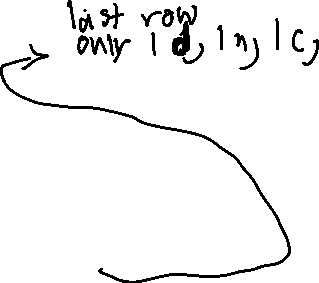 last row
only 1 d, 1 n, 1 c,